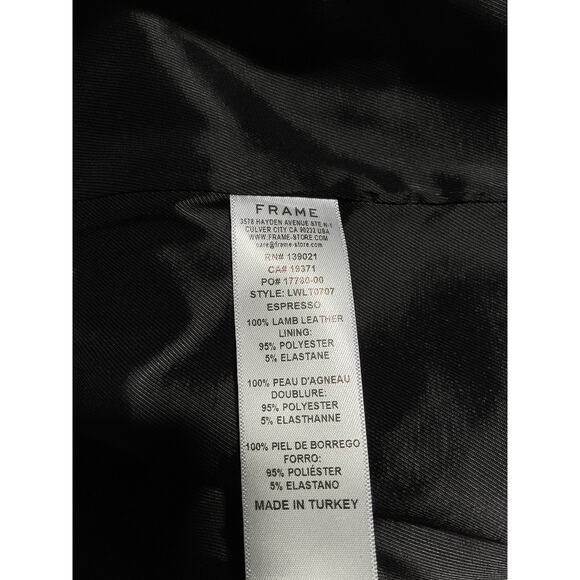 FRAME
3578 HAYDEN AVENUE STE N-1
CULVER CITY CA 90232 USA
WWW.FRAME-STORE.COM
care@frame-store.com
RN# 139021
CA# 19371
PO# 17780-00
STYLE: LWLT0707
ESPRESSO
100% LAMB LEATHER
LINING:
95% POLYESTER
5% ELASTANE
100% PEAU D'AGNEAU
DOUBLURE:
95% POLYESTER
5% ELASTHANNE
100% PIEL DE BORREGO
FORRO:
95% POLIÉSTER
5% ELASTANO
MADE IN TURKEY